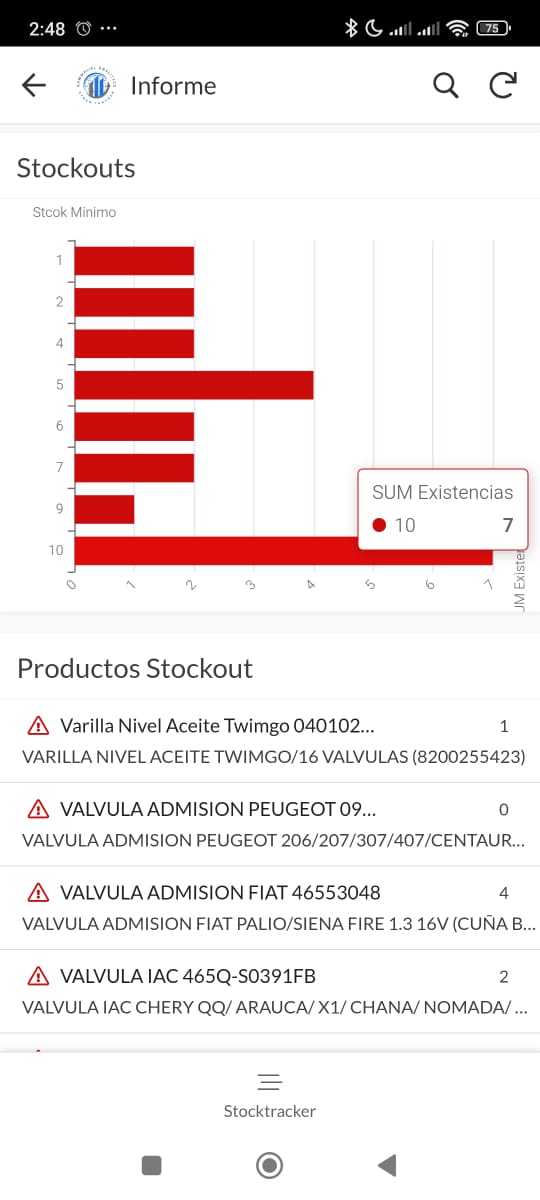 2:48
75
Informe
Stockouts
Stcok Minimo
1
2
4
5
6
7
9
10
SUM Existencias
10 7
0 1 2 3 4 5 6 7
UM Existen
Productos Stockout
Varilla Nivel Aceite Twimgo 040102... 1
VARILLA NIVEL ACEITE TWIMGO/16 VALVULAS (8200255423)
VALVULA ADMISION PEUGEOT 09... 0
VALVULA ADMISION PEUGEOT 206/207/307/407/CENTAUR...
VALVULA ADMISION FIAT 46553048 4
VALVULA ADMISION FIAT PALIO/SIENA FIRE 1.3 16V (CUÑA B...
VALVULA IAC 465Q-S0391FB 2
VALVULA IAC CHERY QQ/ ARAUCA/ X1/ CHANA/ NOMADA/ ...
Stocktracker